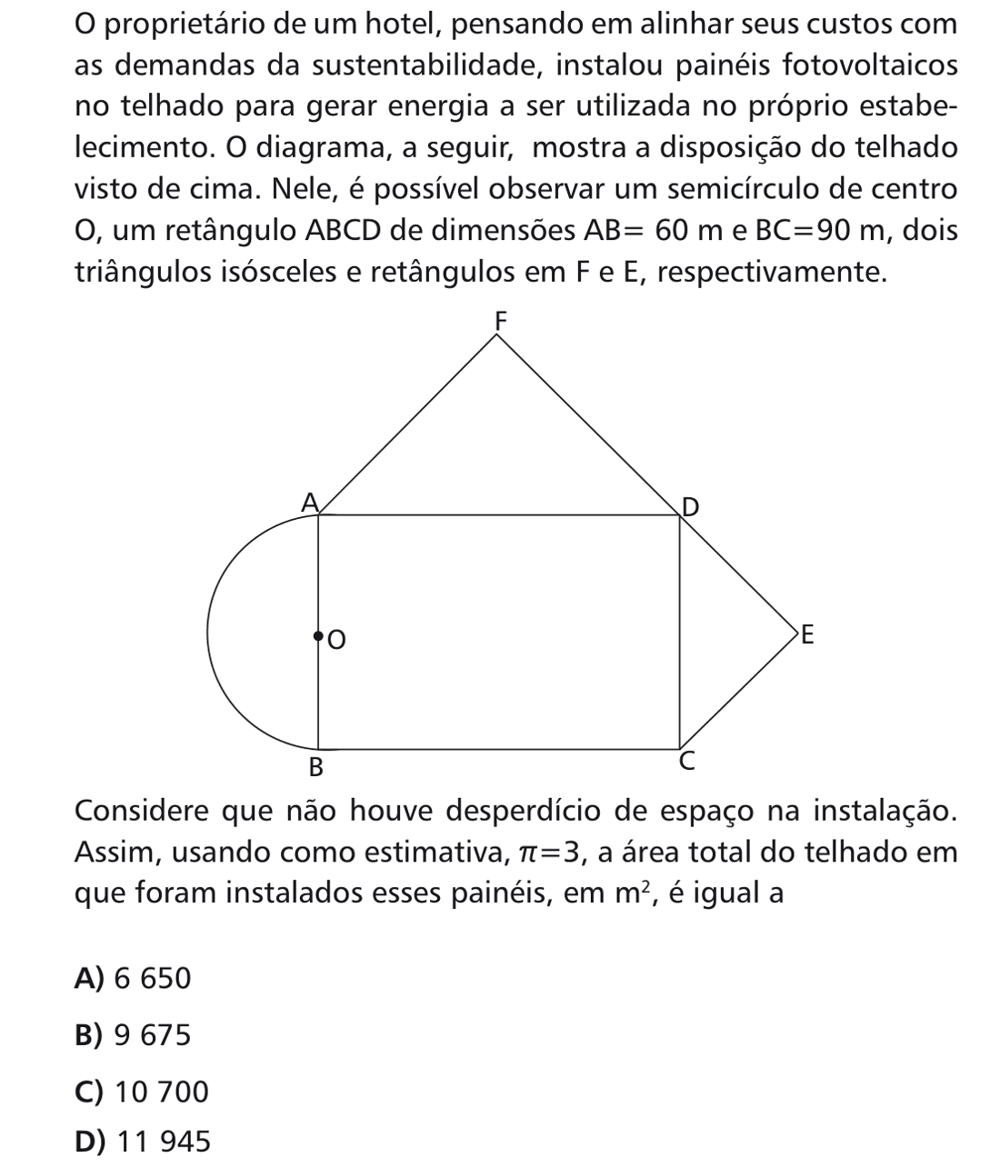 O proprietário de um hotel, pensando em alinhar seus custos com
as demandas da sustentabilidade, instalou painéis fotovoltaicos
no telhado para gerar energia a ser utilizada no próprio estabe-
lecimento. O diagrama, a seguir, mostra a disposição do telhado
visto de cima. Nele, é possível observar um semicírculo de centro
O, um retângulo ABCD de dimensões AB= 60 m e BC=90 m, dois
triângulos isósceles e retângulos em F e E, respectivamente.
F
A
D
O
E
B
C
Considere que não houve desperdício de espaço na instalação.
Assim, usando como estimativa, π=3, a área total do telhado em
que foram instalados esses painéis, em m², é igual a
A) 6 650
B) 9 675
C) 10 700
D) 11 945